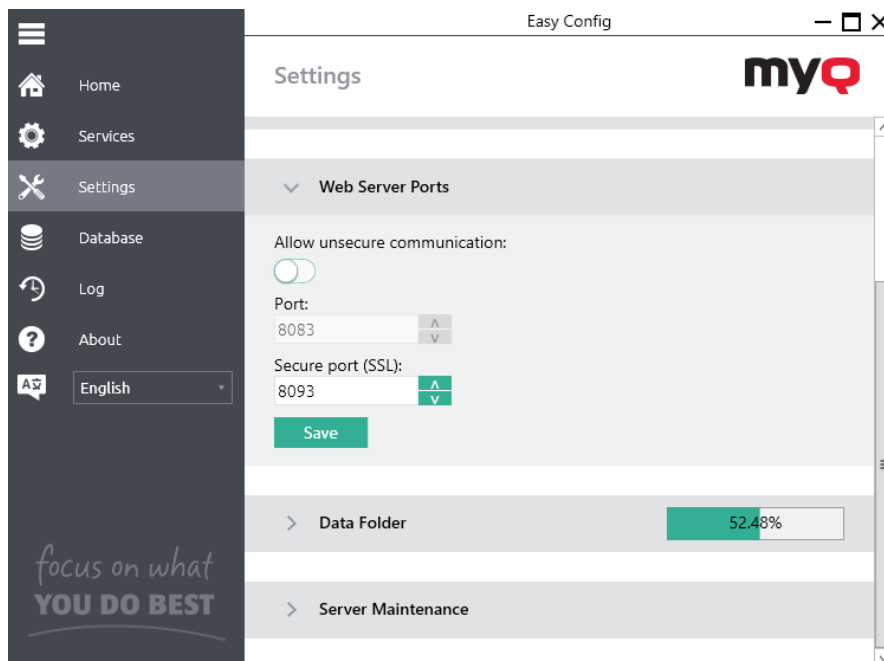 Easy Config
Home
Services
Settings
Database
Log
About
English
focus on what
YOU DO BEST
Settings
myQ
Web Server Ports
Allow unsecure communication:
Port:
8083
Secure port (SSL):
8093
Save
Data Folder
52.48%
Server Maintenance